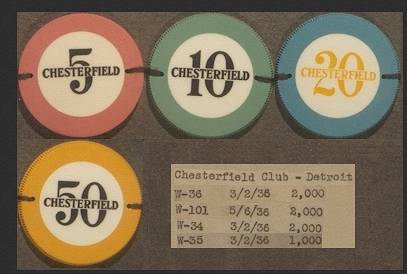 5
CHESTERFIELD
10
CHESTERFIELD
20
CHESTERFIELD
50
CHESTERFIELD
Chesterfield Club - Detroit
W-36 3/2/36 2,000
W-101 5/6/36 2,000
W-34 3/2/36 2,000
W-35 3/2/36 1,000